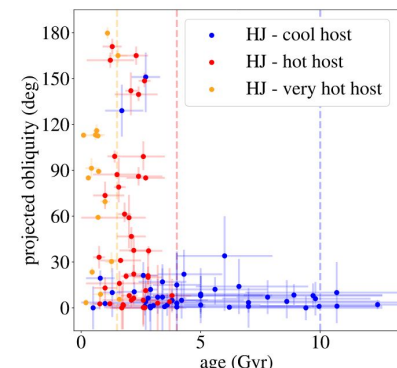 180
150
120
90
60
30
0
projected obliquity (deg)
HJ - cool host
HJ - hot host
HJ - very hot host
0 5 10
age (Gyr)